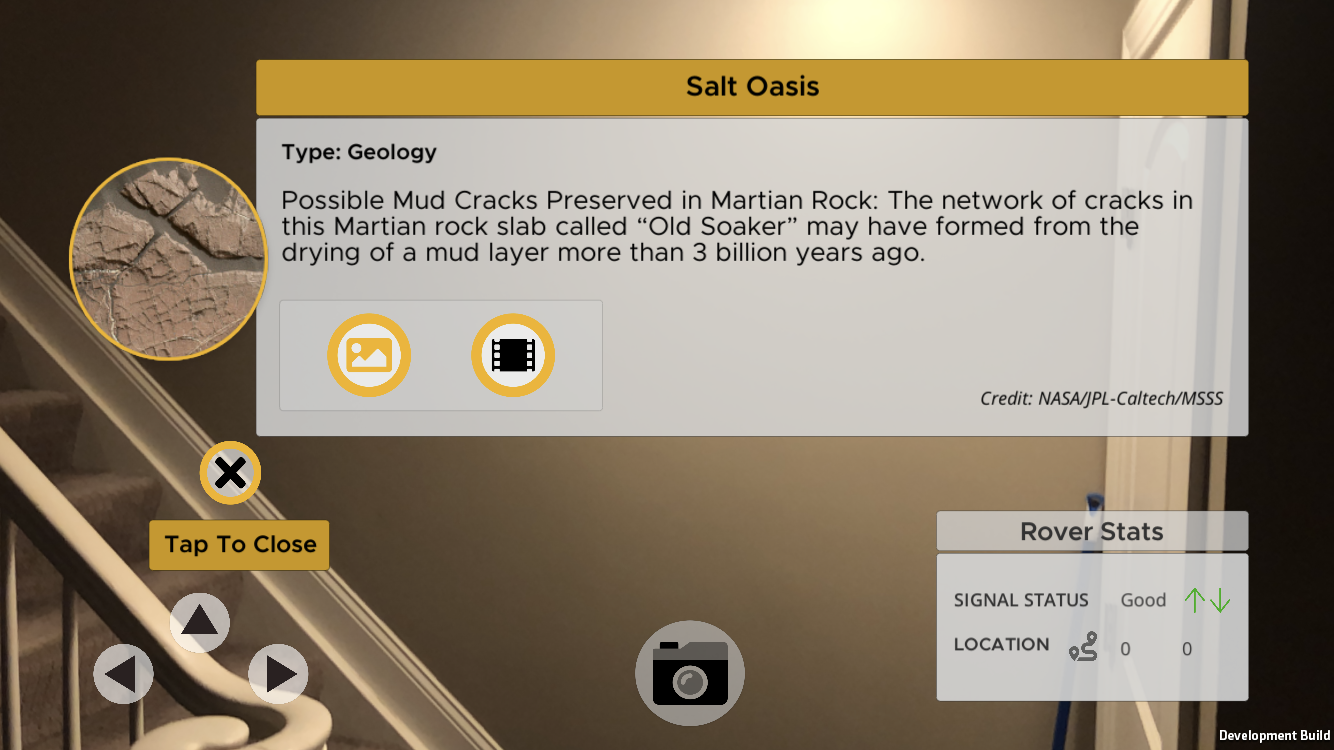 Salt Oasis
Type: Geology
Possible Mud Cracks Preserved in Martian Rock: The network of cracks in
this Martian rock slab called “Old Soaker” may have formed from the
drying of a mud layer more than 3 billion years ago.
Credit: NASA/JPL-Caltech/MSSS
Tap To Close
Rover Stats
SIGNAL STATUS Good
LOCATION 0 0
Development Build